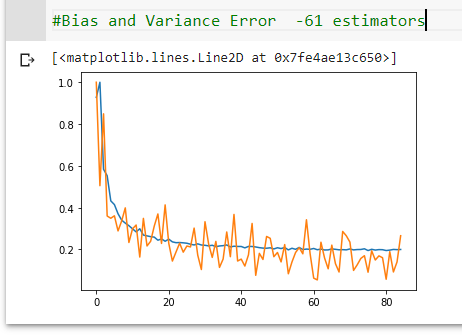 #Bias and Variance Error  -61 estimators
[<matplotlib.lines.Line2D at 0x7fe4ae13c650>]
1.0
0.8
0.6
0.4
0.2
0 20 40 60 80